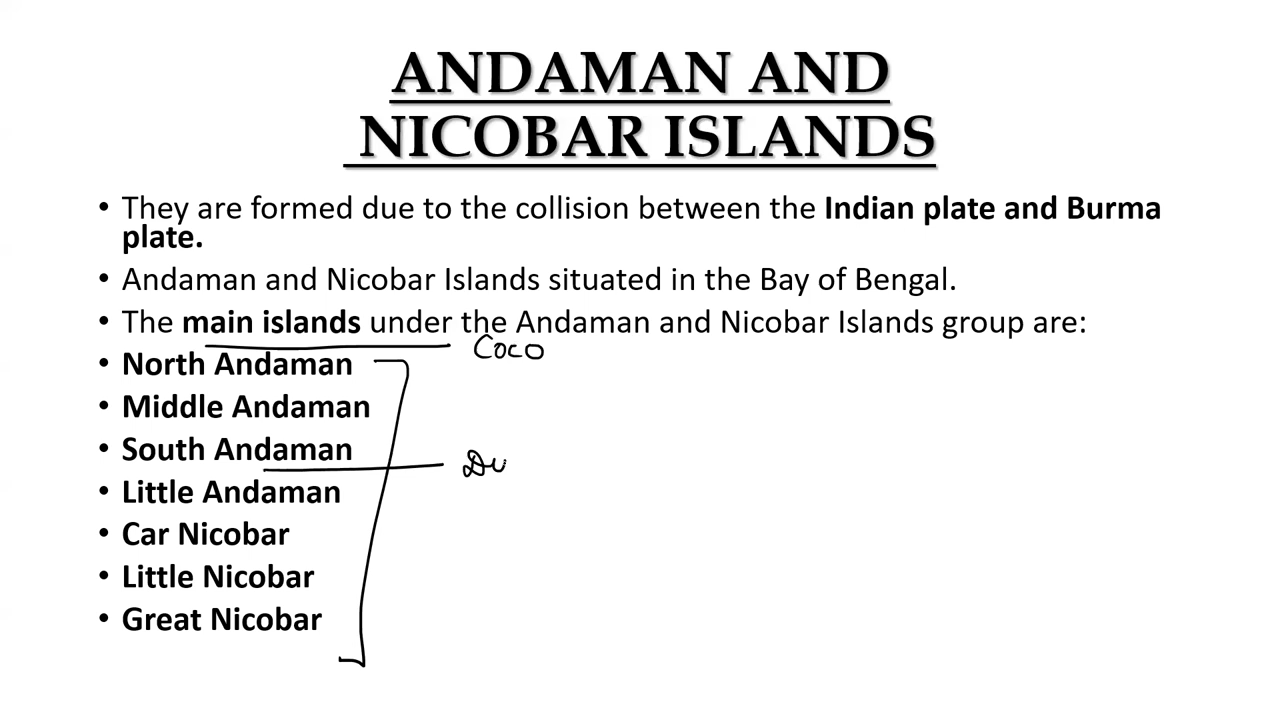 ANDAMAN AND
NICOBAR ISLANDS
• They are formed due to the collision between the Indian plate and Burma
plate.
• Andaman and Nicobar Islands situated in the Bay of Bengal.
• The main islands under the Andaman and Nicobar Islands group are:
Coco
• North Andaman
• Middle Andaman
• South Andaman
Du
• Little Andaman
• Car Nicobar
• Little Nicobar
• Great Nicobar